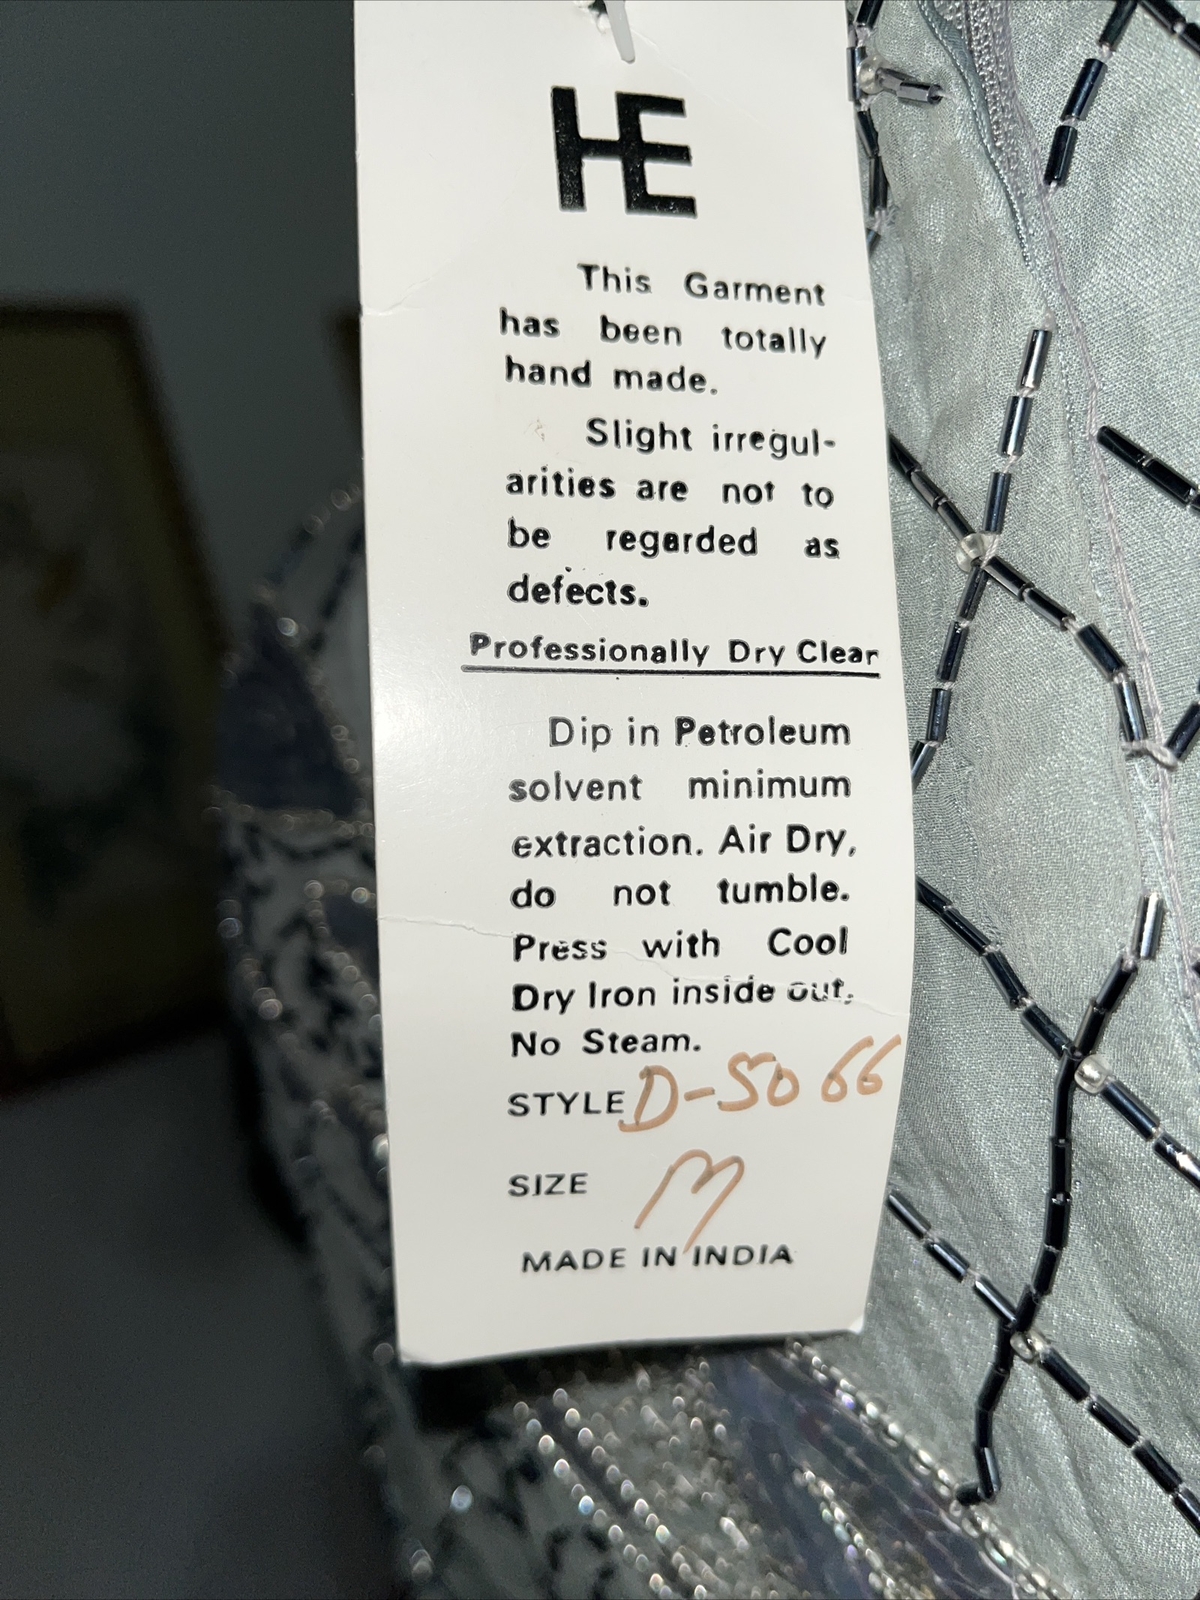 HE
This Garment
has been totally
hand made.
Slight irregul-
arities are not to
be regarded as
defects.
Professionally Dry Clear
Dip in Petroleum
solvent minimum
extraction. Air Dry,
do not tumble.
Press with Cool
Dry Iron inside out.
No Steam.
STYLE D-5066
SIZE M
MADE IN INDIA